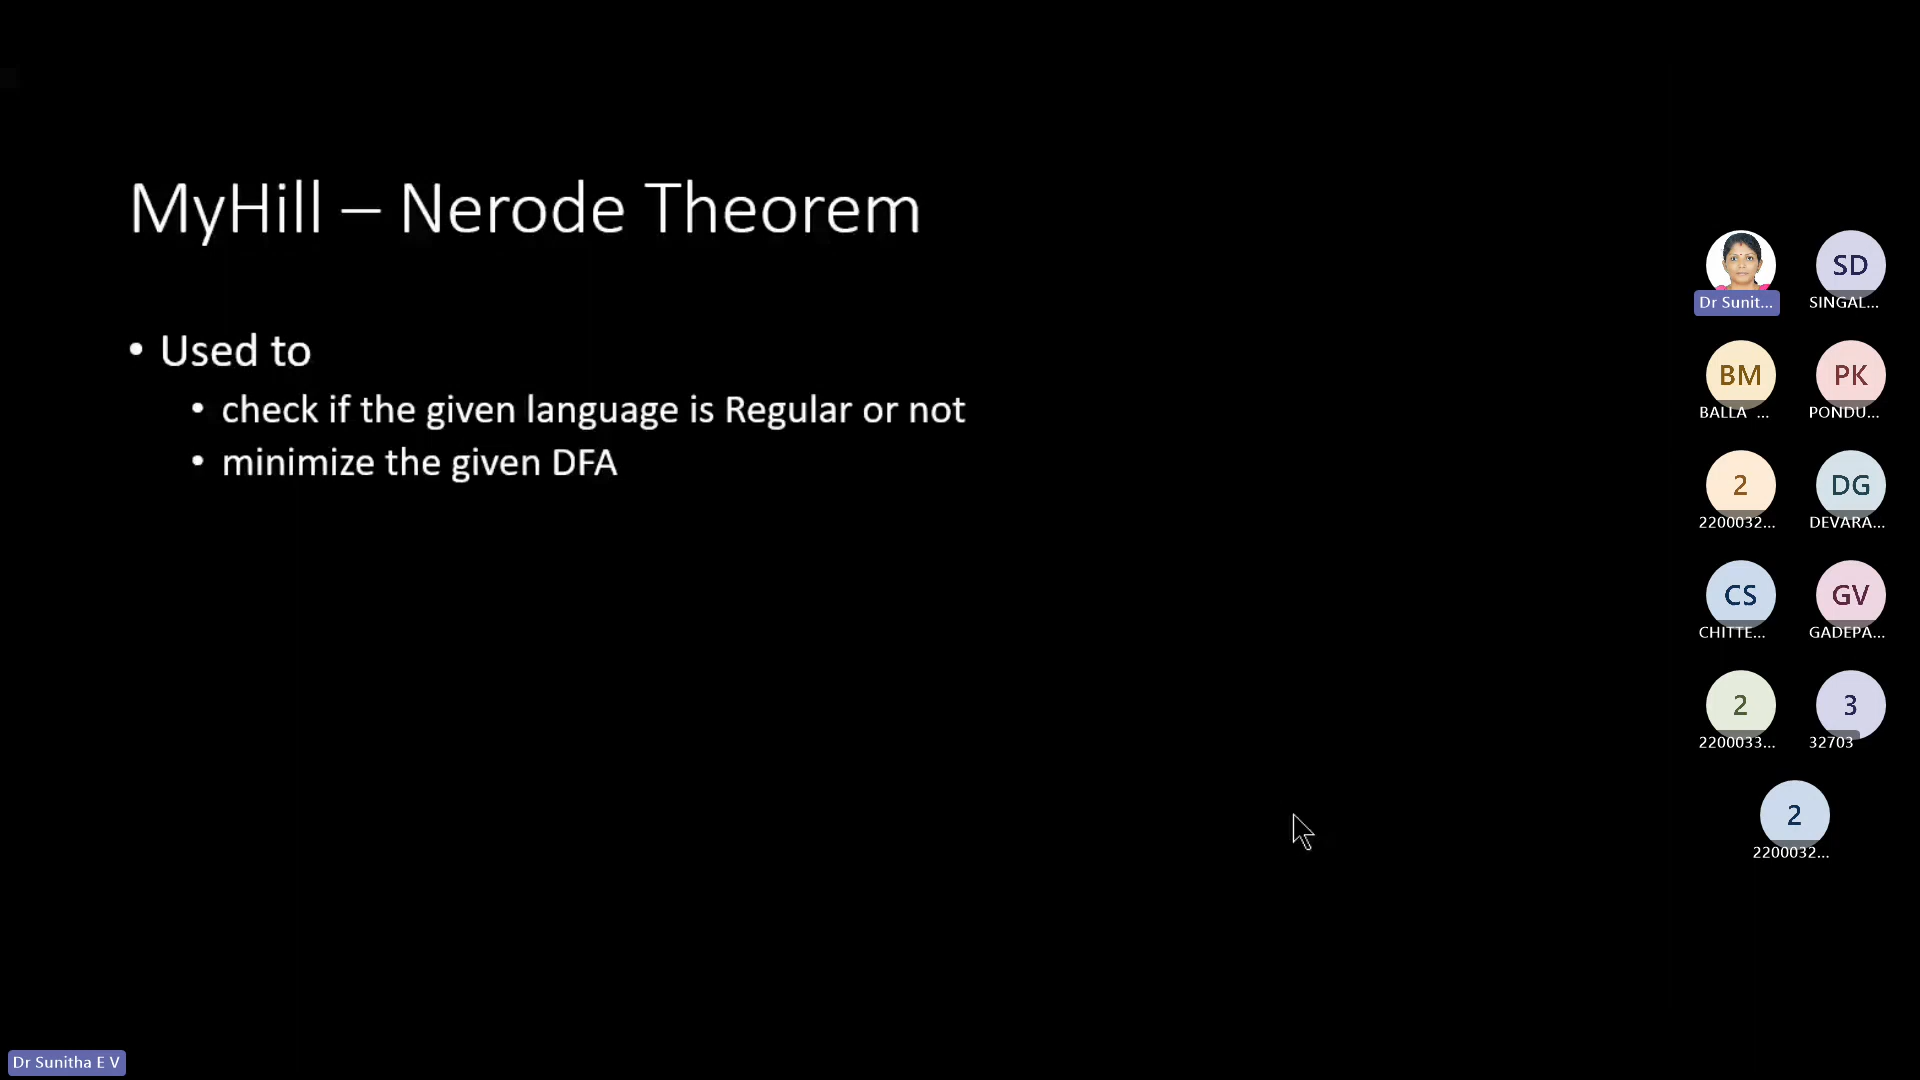 MyHill – Nerode Theorem
• Used to
• check if the given language is Regular or not
• minimize the given DFA
Dr Sunit...
SD
SINGAL...
BM
BALLA ...
PK
PONDU...
2
2200032...
DG
DEVARA...
CS
CHITTE...
GV
GADEPA...
2
2200033...
3
32703
2
2200032...
Dr Sunitha E V